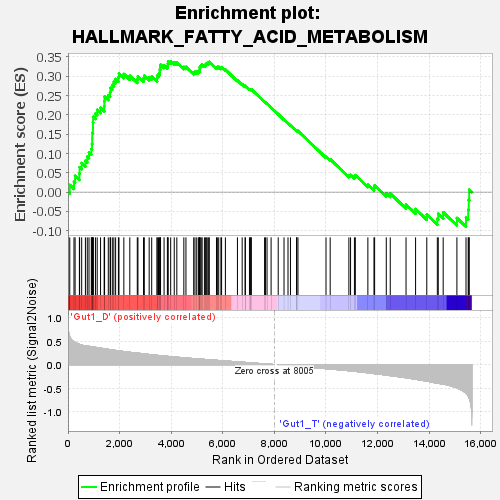 Enrichment plot:
HALLMARK_FATTY_ACID_METABOLISM
Enrichment score (ES)
0.35
0.30
0.25
0.20
0.15
0.10
0.05
0.00
-0.05
-0.10
Ranked list metric (Signal2Noise)
1.0
0.5
0.0
-0.5
-1.0
'Gut1_D' (positively correlated)
Zero cross at 8005
'Gut1_T' (negatively correlated)
0
2,000
4,000
6,000
8,000
10,000
12,000
14,000
16,000
Rank in Ordered Dataset
Enrichment profile
Hits
Ranking metric scores